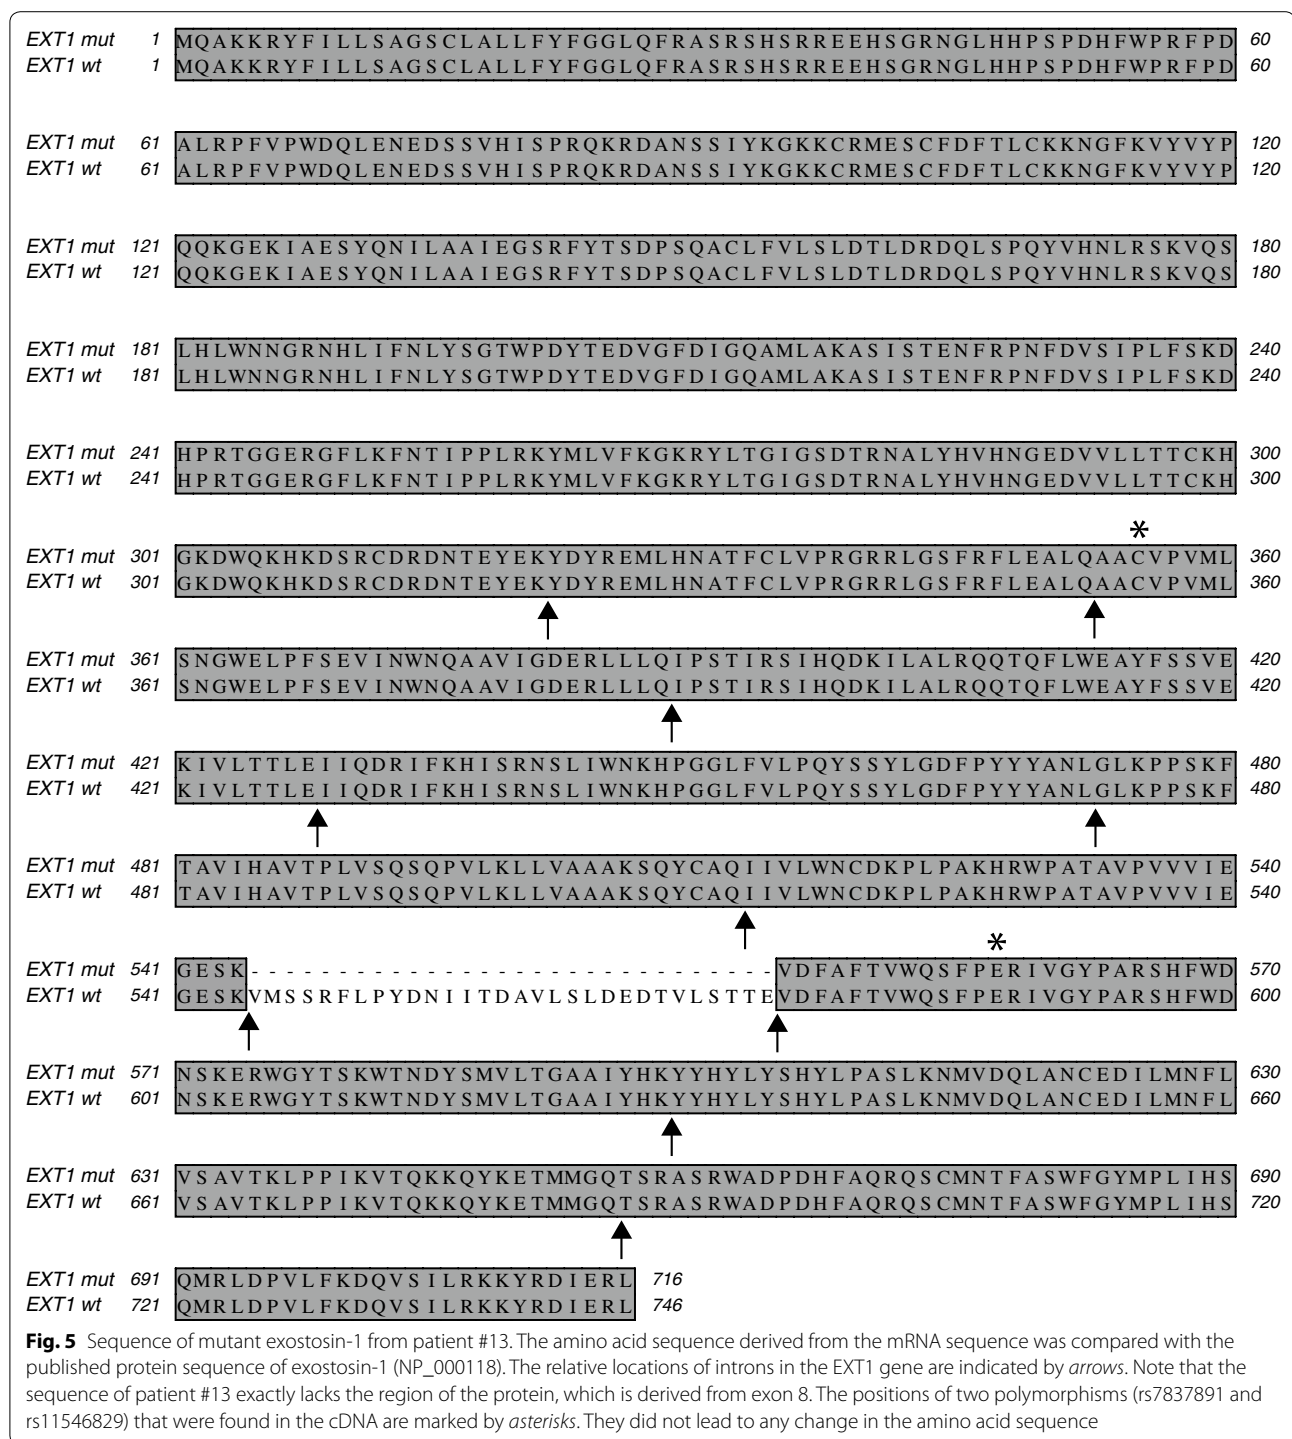 EXT1 mut 1 MQAKKRYFILLSAGSCLALLFYFGGLQFRASRSHSRREEHSGRNGLHHPSPDHFWPRFPD 60
EXT1 wt 1 MQAKKRYFILLSAGSCLALLFYFGGLQFRASRSHSRREEHSGRNGLHHPSPDHFWPRFPD 60
EXT1 mut 61 ALRPFVPWDQLENEDSSVHISPRQKRDANSSIYKGKKCRMESCFDFTLCKKNGFKVYVYP 120
EXT1 wt 61 ALRPFVPWDQLENEDSSVHISPRQKRDANSSIYKGKKCRMESCFDFTLCKKNGFKVYVYP 120
EXT1 mut 121 QQKGEKIAESYQNILAAIEGSRFYTSDPSQACLFVLSLDTLDRDQLSPQYVHNLRSKVQS 180
EXT1 wt 121 QQKGEKIAESYQNILAAIEGSRFYTSDPSQACLFVLSLDTLDRDQLSPQYVHNLRSKVQS 180
EXT1 mut 181 LHLWNNGRNHLIFNLYSGTWPDYTEDVGFDIGQAMLAKASISTENFRPNFDVSIPLFSKD 240
EXT1 wt 181 LHLWNNGRNHLIFNLYSGTWPDYTEDVGFDIGQAMLAKASISTENFRPNFDVSIPLFSKD 240
EXT1 mut 241 HPRTGGERGFLKFNTIPPLRKYMLVFKGKRYLTGIGSDTRNALYHVHNGEDVVLLTTCKH 300
EXT1 wt 241 HPRTGGERGFLKFNTIPPLRKYMLVFKGKRYLTGIGSDTRNALYHVHNGEDVVLLTTCKH 300
*
EXT1 mut 301 GKDWQKHKDSRCDRDNTEYEKYDYREMLHNATFCLVPRGRRLGSFRFLEALQAACVPVML 360
EXT1 wt 301 GKDWQKHKDSRCDRDNTEYEKYDYREMLHNATFCLVPRGRRLGSFRFLEALQAACVPVML 360
EXT1 mut 361 SNGWELPFSEVINWNQAAVIGDERLLLQIPSTIRSIHQDKILALRQQTQFLWEAYFSSVE 420
EXT1 wt 361 SNGWELPFSEVINWNQAAVIGDERLLLQIPSTIRSIHQDKILALRQQTQFLWEAYFSSVE 420
EXT1 mut 421 KIVLTTLEIIQDRIFKHISRNSLIWNKHPGGLFVLPQYSSYLGDFPYYYANLGLKPPSKF 480
EXT1 wt 421 KIVLTTLEIIQDRIFKHISRNSLIWNKHPGGLFVLPQYSSYLGDFPYYYANLGLKPPSKF 480
EXT1 mut 481 TAVIHAVTPLVSQSQPVLKLLVAAAKSQYCAQIIVLWNCDKPLPAKHRWPATAVPVVVIE 540
EXT1 wt 481 TAVIHAVTPLVSQSQPVLKLLVAAAKSQYCAQIIVLWNCDKPLPAKHRWPATAVPVVVIE 540
*
EXT1 mut 541 GESK------------------------------VDFAFTVWQSFPERIVGYPARSHFWD 570
EXT1 wt 541 GESKVMSSRFLPYDNIITDAVLSLDEDTVLSTTEVDFAFTVWQSFPERIVGYPARSHFWD 600
EXT1 mut 571 NSKERWGYTSKWTNDYSMVLTGAAIYHKYYHYLYSHYLPASLKNMVDQLANCEDILMNFL 630
EXT1 wt 601 NSKERWGYTSKWTNDYSMVLTGAAIYHKYYHYLYSHYLPASLKNMVDQLANCEDILMNFL 660
EXT1 mut 631 VSAVTKLPPIKVTQKKQYKETMMGQTSRASRWADPDHFAQRQSCMNTFASWFGYMPLIHS 690
EXT1 wt 661 VSAVTKLPPIKVTQKKQYKETMMGQTSRASRWADPDHFAQRQSCMNTFASWFGYMPLIHS 720
EXT1 mut 691 QMRLDPVLFKDQVSILRKKYRDIERL 716
EXT1 wt 721 QMRLDPVLFKDQVSILRKKYRDIERL 746
Fig. 5 Sequence of mutant exostosin-1 from patient #13. The amino acid sequence derived from the mRNA sequence was compared with the
published protein sequence of exostosin-1 (NP_000118). The relative locations of introns in the EXT1 gene are indicated by arrows. Note that the
sequence of patient #13 exactly lacks the region of the protein, which is derived from exon 8. The positions of two polymorphisms (rs7837891 and
rs11546829) that were found in the cDNA are marked by asterisks. They did not lead to any change in the amino acid sequence